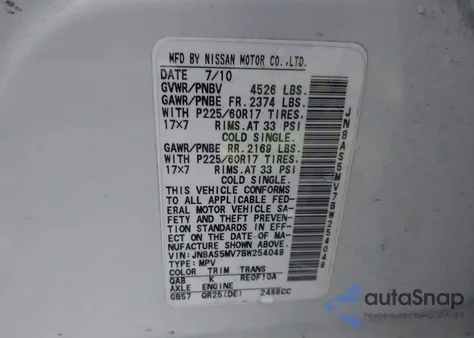 MFD BY NISSAN MOTOR CO.,LTD.
DATE 7/10
GVWR/PNBV 4526 LBS.
GAWR/PNBE FR. 2374 LBS.
WITH P225/60R17 TIRES.
17X7 RIMS.AT 33 PSI
COLD SINGLE.
GAWR/PNBE RR. 2169 LBS.
WITH P225/60R17 TIRES.
17X7 RIMS.AT 33 PSI
COLD SINGLE.
THIS VEHICLE CONFORMS
TO ALL APPLICABLE FED-
ERAL MOTOR VEHICLE SA-
FETY AND THEFT PREVEN-
TION STANDARDS IN EFF-
ECT ON THE DATE OF MA-
NUFACTURE SHOWN ABOVE.
VIN:JN8AS5MV7BW254049
TYPE:MPV
COLOR TRIM TRANS
QAB K RE0F10A
AXLE ENGINE
GB57 QR25(DE) 2488CC
JN8AS5MV7BW254049
autoSnap
www.autosnap.com